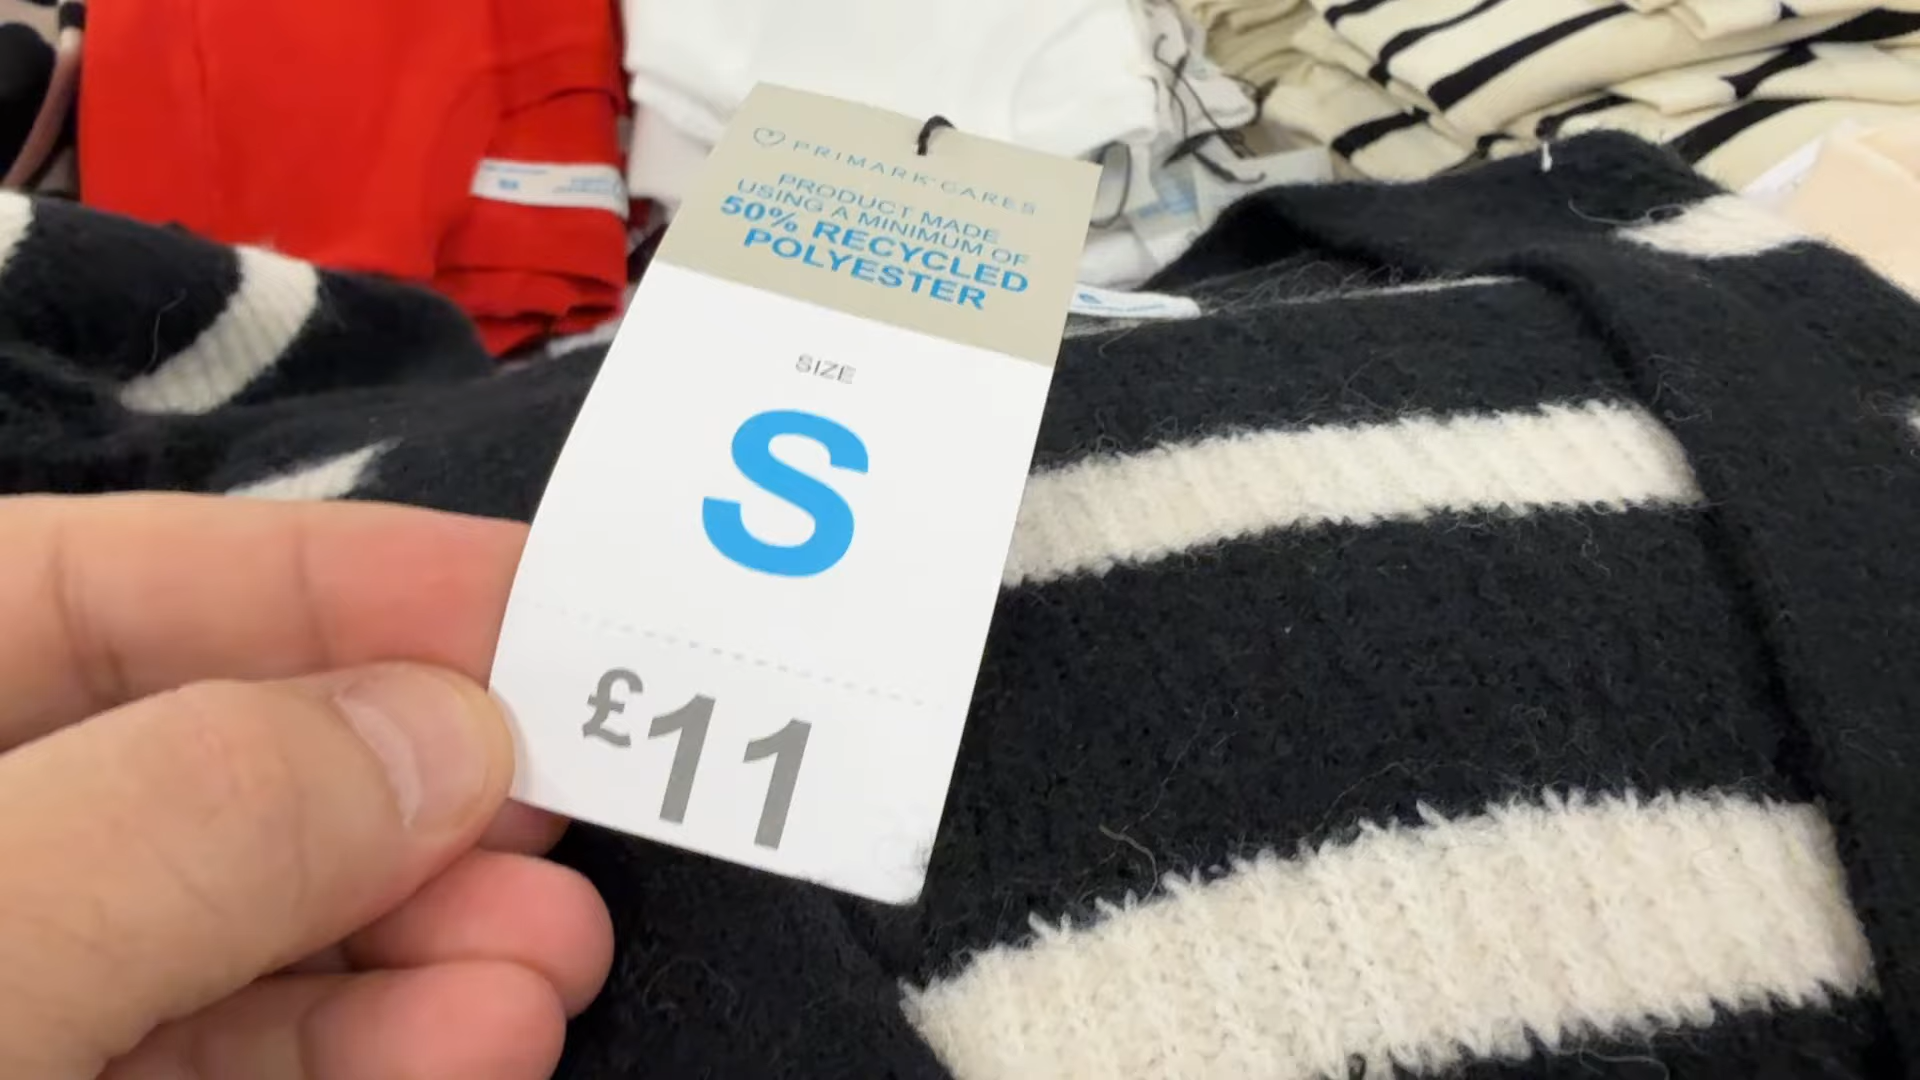 PRIMARK CARES
PRODUCT MADE
USING A MINIMUM OF
50% RECYCLED
POLYESTER
SIZE
S
£11